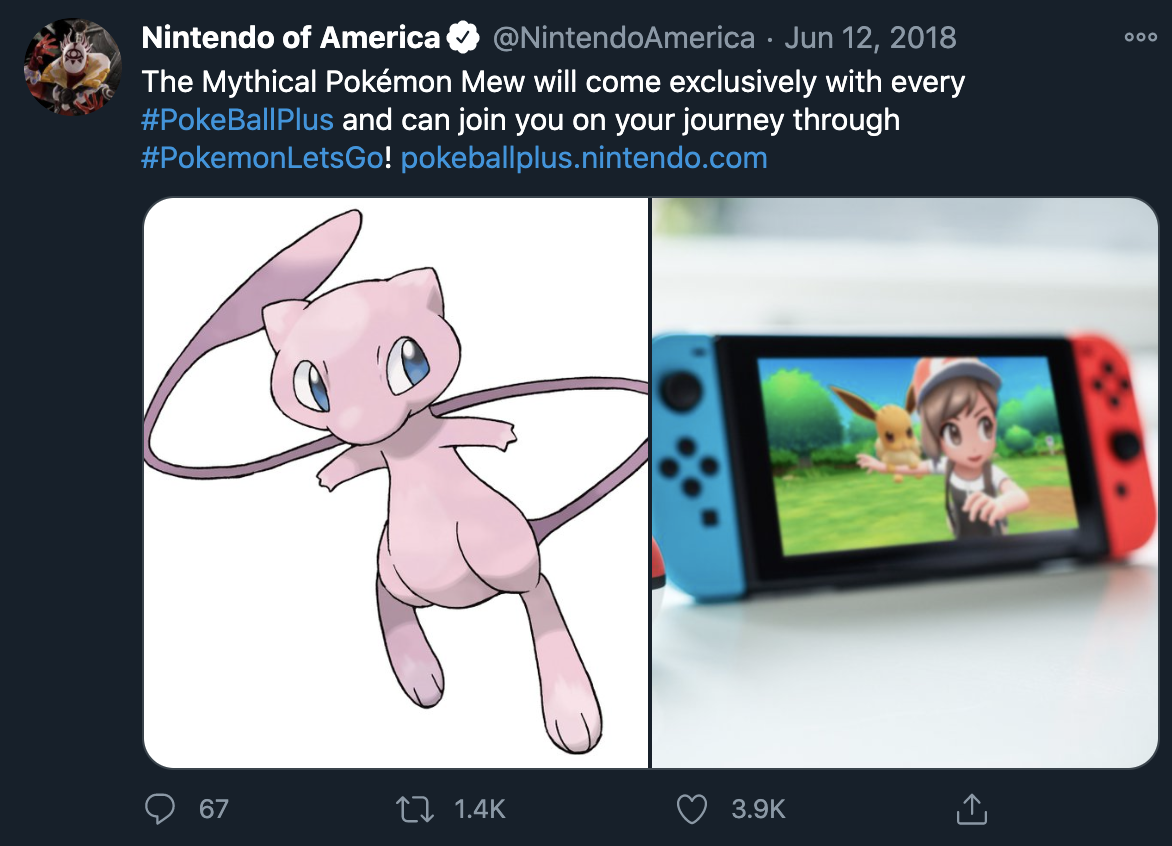 Nintendo of America @NintendoAmerica · Jun 12, 2018
The Mythical Pokémon Mew will come exclusively with every
#PokeBallPlus and can join you on your journey through
#PokemonLetsGo! pokeballplus.nintendo.com
67 1.4K 3.9K